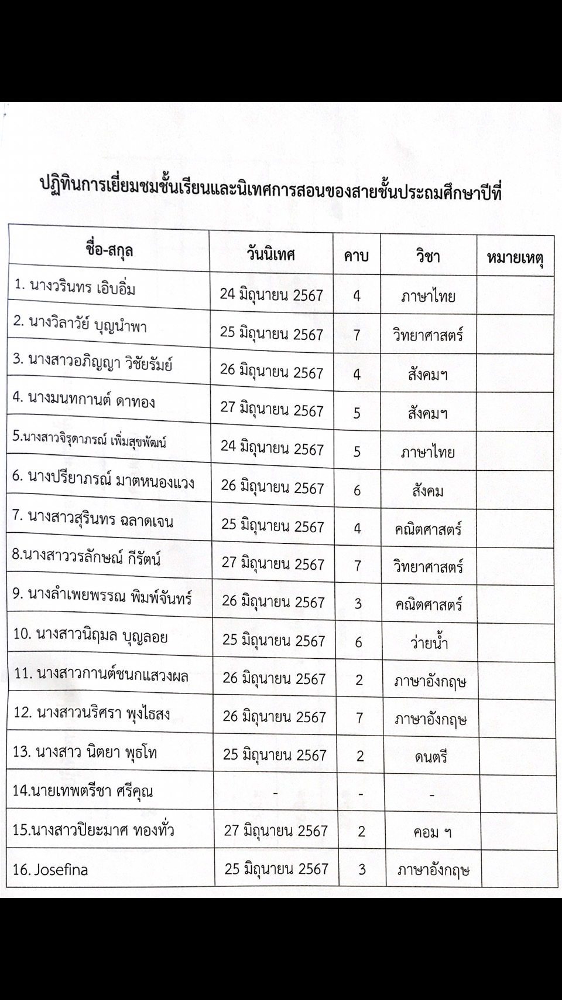 ปฏิทินการเยี่ยมชมชั้นเรียนและนิเทศการสอนของสายชั้นประถมศึกษาปีที่
ชื่อ-สกุล วันนิเทศ คาบ วิชา หมายเหตุ
1. นางวรินทร เอิบอิ่ม 24 มิถุนายน 2567 4 ภาษาไทย
2. นางวิลาวัย์ บุญนำพา 25 มิถุนายน 2567 7 วิทยาศาสตร์
3. นางสาวอภิญญา วิชัยรัมย์ 26 มิถุนายน 2567 4 สังคมฯ
4. นางมนทกานต์ ดาทอง 27 มิถุนายน 2567 5 สังคมฯ
5.นางสาวจิรุดาภรณ์ เพิ่มสุขพัฒน์ 24 มิถุนายน 2567 5 ภาษาไทย
6. นางปรียาภรณ์ มาตหนองแวง 26 มิถุนายน 2567 6 สังคม
7. นางสาวสุรินทร ฉลาดเจน 25 มิถุนายน 2567 4 คณิตศาสตร์
8.นางสาววรลักษณ์ กีรัตน์ 27 มิถุนายน 2567 7 วิทยาศาสตร์
9. นางลำเพยพรรณ พิมพ์จันทร์ 26 มิถุนายน 2567 3 คณิตศาสตร์
10. นางสาวนิฤมล บุญลอย 25 มิถุนายน 2567 6 ว่ายน้ำ
11. นางสาวกานต์ชนกแสวงผล 26 มิถุนายน 2567 2 ภาษาอังกฤษ
12. นางสาวนริศรา พุงไธสง 26 มิถุนายน 2567 7 ภาษาอังกฤษ
13. นางสาว นิตยา พุธโท 25 มิถุนายน 2567 2 ดนตรี
14.นายเทพตรีชา ศรีคุณ - - -
15.นางสาวปิยะมาศ ทองทั่ว 27 มิถุนายน 2567 2 คอม ฯ
16. Josefina 25 มิถุนายน 2567 3 ภาษาอังกฤษ